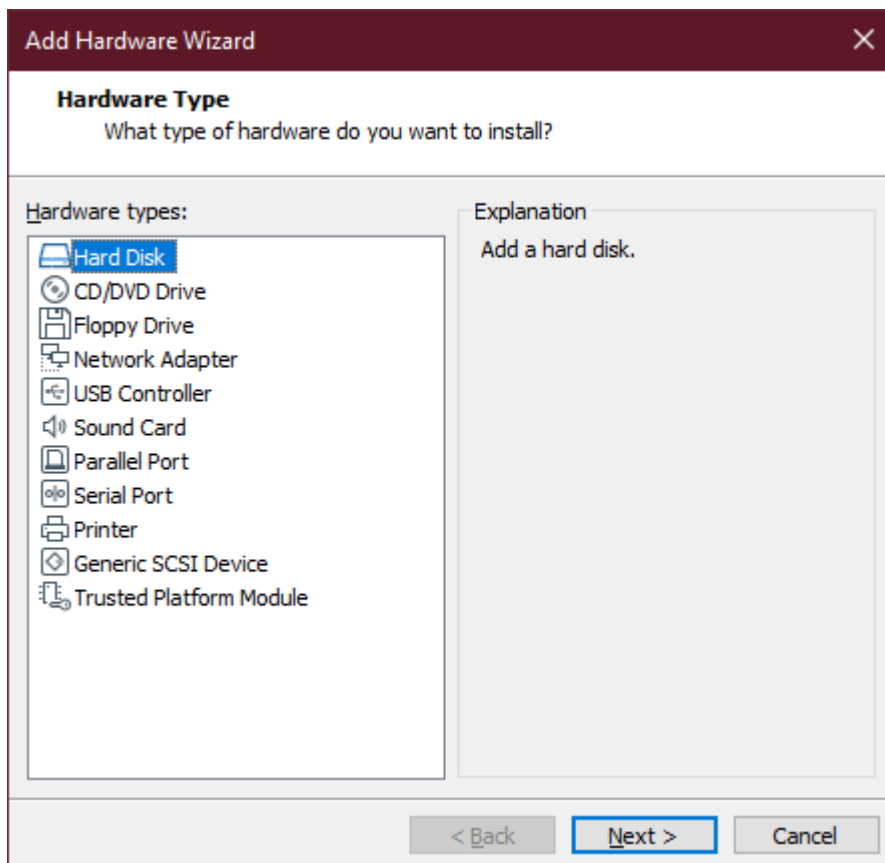 Add Hardware Wizard
Hardware Type
What type of hardware do you want to install?
Hardware types:
Hard Disk
CD/DVD Drive
Floppy Drive
Network Adapter
USB Controller
Sound Card
Parallel Port
Serial Port
Printer
Generic SCSI Device
Trusted Platform Module
Explanation
Add a hard disk.
< Back
Next >
Cancel